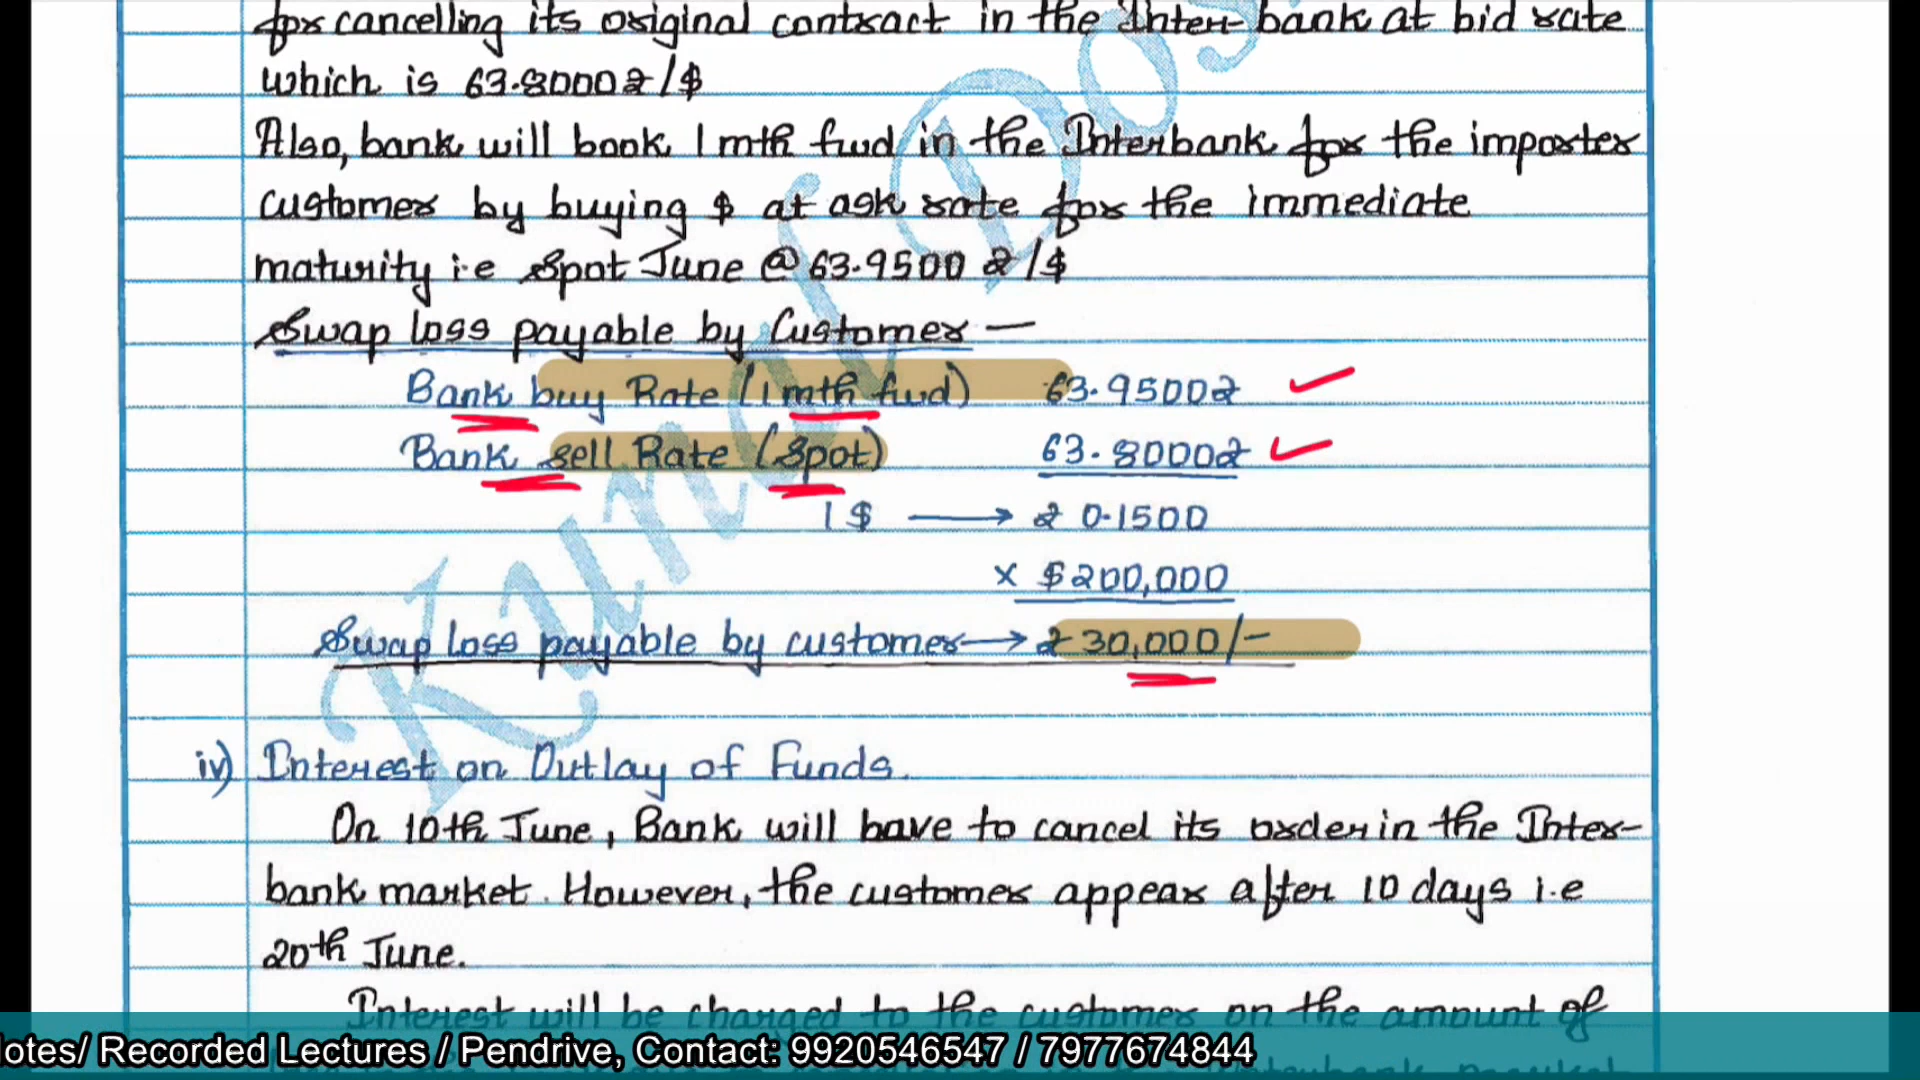 for cancelling its original contract in the Inter-bank at bid rate
which is 63.8000₹/$
Also, bank will book 1 mth fwd in the Interbank for the importer
customer by buying $ at ask rate for the immediate
maturity i.e Spot June @ 63.9500 ₹/$
Swap loss payable by Customer —
Bank buy Rate (1 mth fwd) 63.9500₹ ✓
Bank sell Rate (spot) 63.8000₹ ✓
1 $ → ₹ 0.1500
x $200,000
Swap loss payable by customer → ₹ 30,000/-
iv) Interest on Outlay of Funds.
On 10th June, Bank will have to cancel its order in the Inter-
bank market. However, the customer appear after 10 days i.e
20th June.
Interest will be charged to the customer on the amount of
Notes/ Recorded Lectures / Pendrive, Contact: 9920546547 / 7977674844